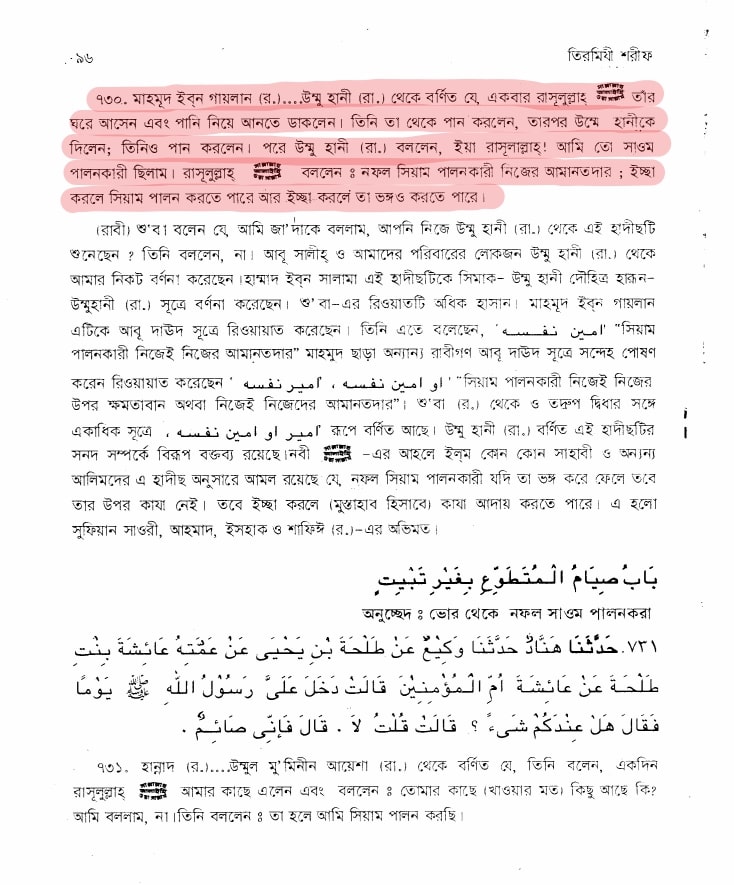 ৯৬ তিরমিযী শরীফ
৭৩০. মাহমূদ ইব্‌ন গায়লান (র.)....উম্মু হানী (রা.) থেকে বর্ণিত যে, একবার রাসূলুল্লাহ্ ﷺ তাঁর
ঘরে আসেন এবং পানি নিয়ে আনতে ডাকলেন। তিনি তা থেকে পান করলেন, তারপর উম্মে হানীকে
দিলেন; তিনিও পান করলেন। পরে উম্মু হানী (রা.) বললেন, ইয়া রাসূলাল্লাহ্! আমি তো সাওম
পালনকারী ছিলাম। রাসূলুল্লাহ্ ﷺ বললেন ঃ নফল সিয়াম পালনকারী নিজের আমানতদার ; ইচ্ছা
করলে সিয়াম পালন করতে পারে আর ইচ্ছা করলে তা ভঙ্গও করতে পারে।
(রাবী) শু'বা বলেন যে, আমি জা'দাকে বললাম, আপনি নিজে উম্মু হানী (রা.) থেকে এই হাদীছটি
শুনেছেন ? তিনি বললেন, না। আবূ সালীহ্ ও আমাদের পরিবারের লোকজন উম্মু হানী (রা.) থেকে
আমার নিকট বর্ণনা করেছেন।হাম্মাদ ইব্‌ন সালামা এই হাদীছটিকে সিমাক- উম্মু হানী দৌহিত্র হারূন-
উম্মুহানী (রা.) সূত্রে বর্ণনা করেছেন। শু'বা-এর রিওয়াতটি অধিক হাসান। মাহমূদ ইব্‌ন গায়লান
এটিকে আবূ দাঊদ সূত্রে রিওয়ায়াত করেছেন। তিনি এতে বলেছেন, 'امين نفسه' "সিয়াম
পালনকারী নিজেই নিজের আমানতদার" মাহমুদ ছাড়া অন্যান্য রাবীগণ আবূ দাঊদ সূত্রে সন্দেহ পোষণ
করেন রিওয়ায়াত করেছেন 'او امين نفسه ، امير نفسه' "সিয়াম পালনকারী নিজেই নিজের
উপর ক্ষমতাবান অথবা নিজেই নিজেদের আমানতদার"। শু'বা (র.) থেকে ও তদ্রূপ দ্বিধার সঙ্গে
একাধিক সূত্রে امير او امين نفسه ، রূপে বর্ণিত আছে। উম্মু হানী (রা.) বর্ণিত এই হাদীছটির
সনদ সম্পর্কে বিরূপ বক্তব্য রয়েছে।নবী ﷺ -এর আহলে ইল্‌ম কোন কোন সাহাবী ও অন্যন্য
আলিমদের এ হাদীছ অনুসারে আমল রয়েছে যে, নফল সিয়াম পালনকারী যদি তা ভঙ্গ করে ফেলে তবে
তার উপর কাযা নেই। তবে ইচ্ছা করলে (মুস্তাহাব হিসাবে) কাযা আদায় করতে পারে। এ হলো
সুফিয়ান সাওরী, আহমাদ, ইসহাক ও শাফিঈ (র.)-এর অভিমত।
بَابُ صِيَامُ الْمُتَطَوِّعِ بِغَيْرِ تَبْيِيتٍ
অনুচ্ছেদ ঃ ভোর থেকে নফল সাওম পালনকরা
৭৩১. حَدَّثَنَا هَنَّادٌ حَدَّثَنَا وَكِيْعٌ عَنْ طَلْحَةَ بْنِ يَحْيَى عَنْ عَمَّتِهِ عَائِشَةَ بِنْتِ
طَلْحَةَ عَنْ عَائِشَةَ أُمِّ الْمُؤْمِنِيْنَ قَالَتْ دَخَلَ عَلَىَّ رَسُوْلُ اللّٰهِ ﷺ يَوْمًا
فَقَالَ هَلْ عِنْدَكُمْ شَىْءٌ ؟ قَالَتْ قُلْتُ لَا . قَالَ فَإِنِّى صَائِمٌ .
৭৩১. হান্নাদ (র.)....উম্মুল মু'মিনীন আয়েশা (রা.) থেকে বর্ণিত যে, তিনি বলেন, একদিন
রাসূলুল্লাহ্ ﷺ আমার কাছে এলেন এবং বললেন ঃ তোমার কাছে (খাওয়ার মত) কিছু আছে কি?
আমি বললাম, না।তিনি বললেন ঃ তা হলে আমি সিয়াম পালন করছি।